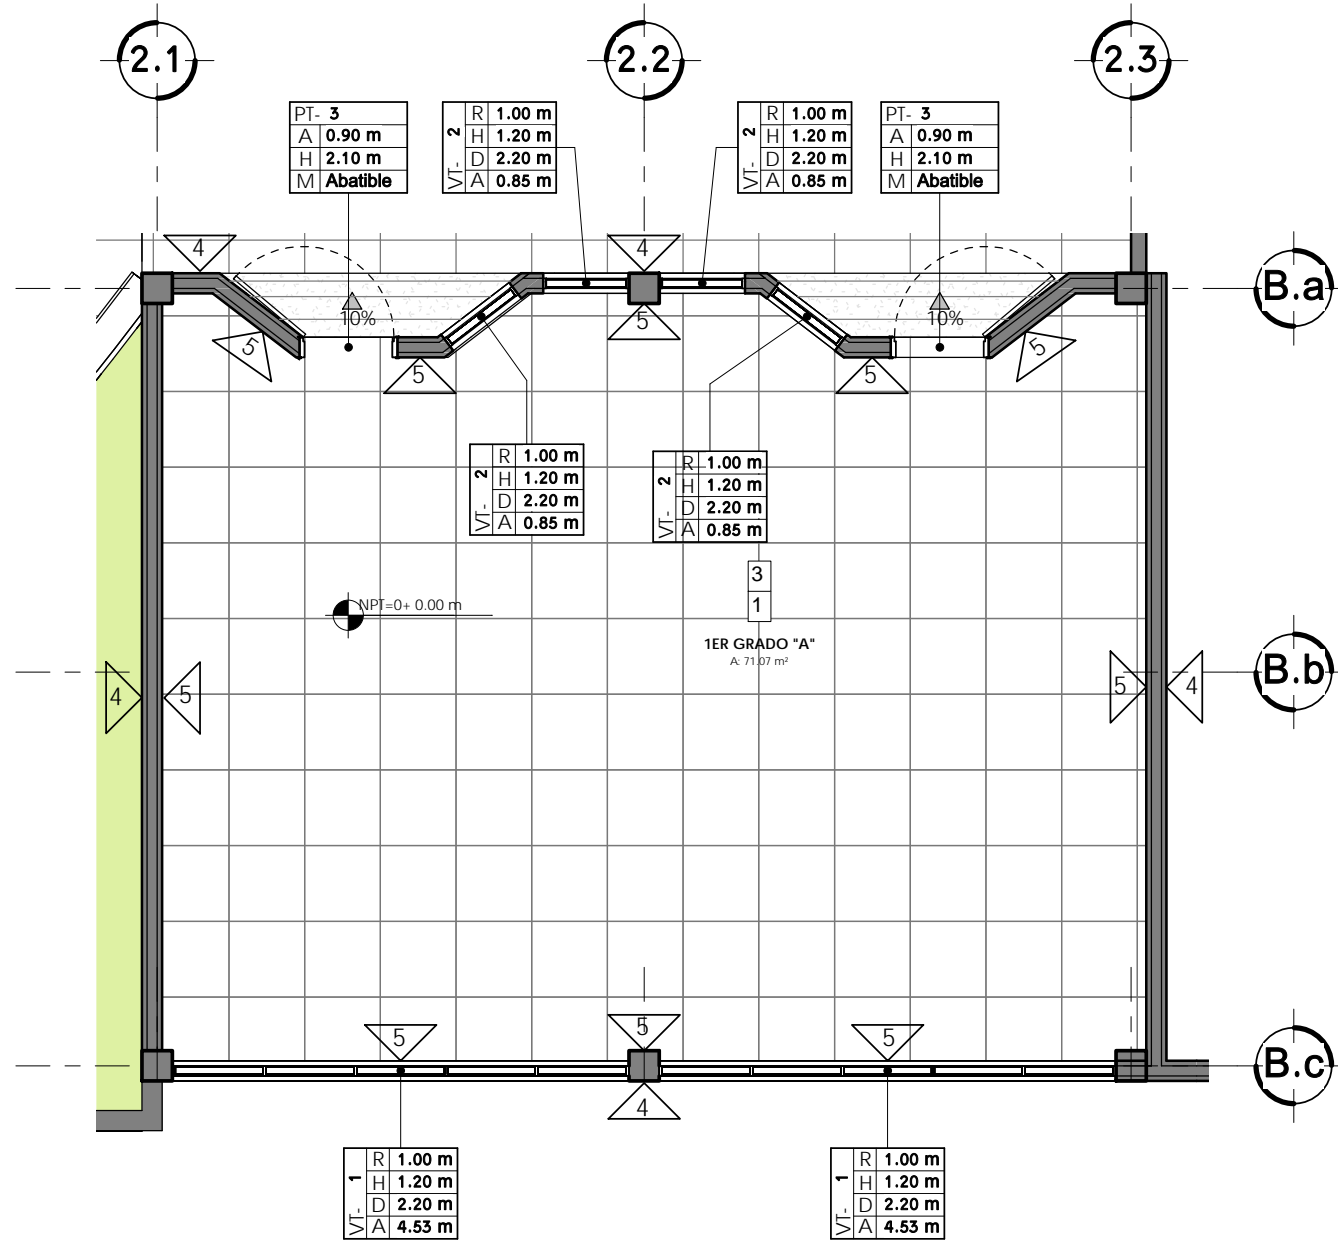 2.1
2.2
2.3
PT- 3
A 0.90 m
H 2.10 m
M Abatible
VT- 2
R 1.00 m
H 1.20 m
D 2.20 m
A 0.85 m
VT- 2
R 1.00 m
H 1.20 m
D 2.20 m
A 0.85 m
PT- 3
A 0.90 m
H 2.10 m
M Abatible
4
4
B.a
10%
5
10%
5
5
5
5
VT- 2
R 1.00 m
H 1.20 m
D 2.20 m
A 0.85 m
VT- 2
R 1.00 m
H 1.20 m
D 2.20 m
A 0.85 m
3
1
NPT=0+ 0.00 m
1ER GRADO "A"
A: 71.07 m²
4
5
5
4
B.b
5
5
5
B.c
4
VT- 1
R 1.00 m
H 1.20 m
D 2.20 m
A 4.53 m
VT- 1
R 1.00 m
H 1.20 m
D 2.20 m
A 4.53 m